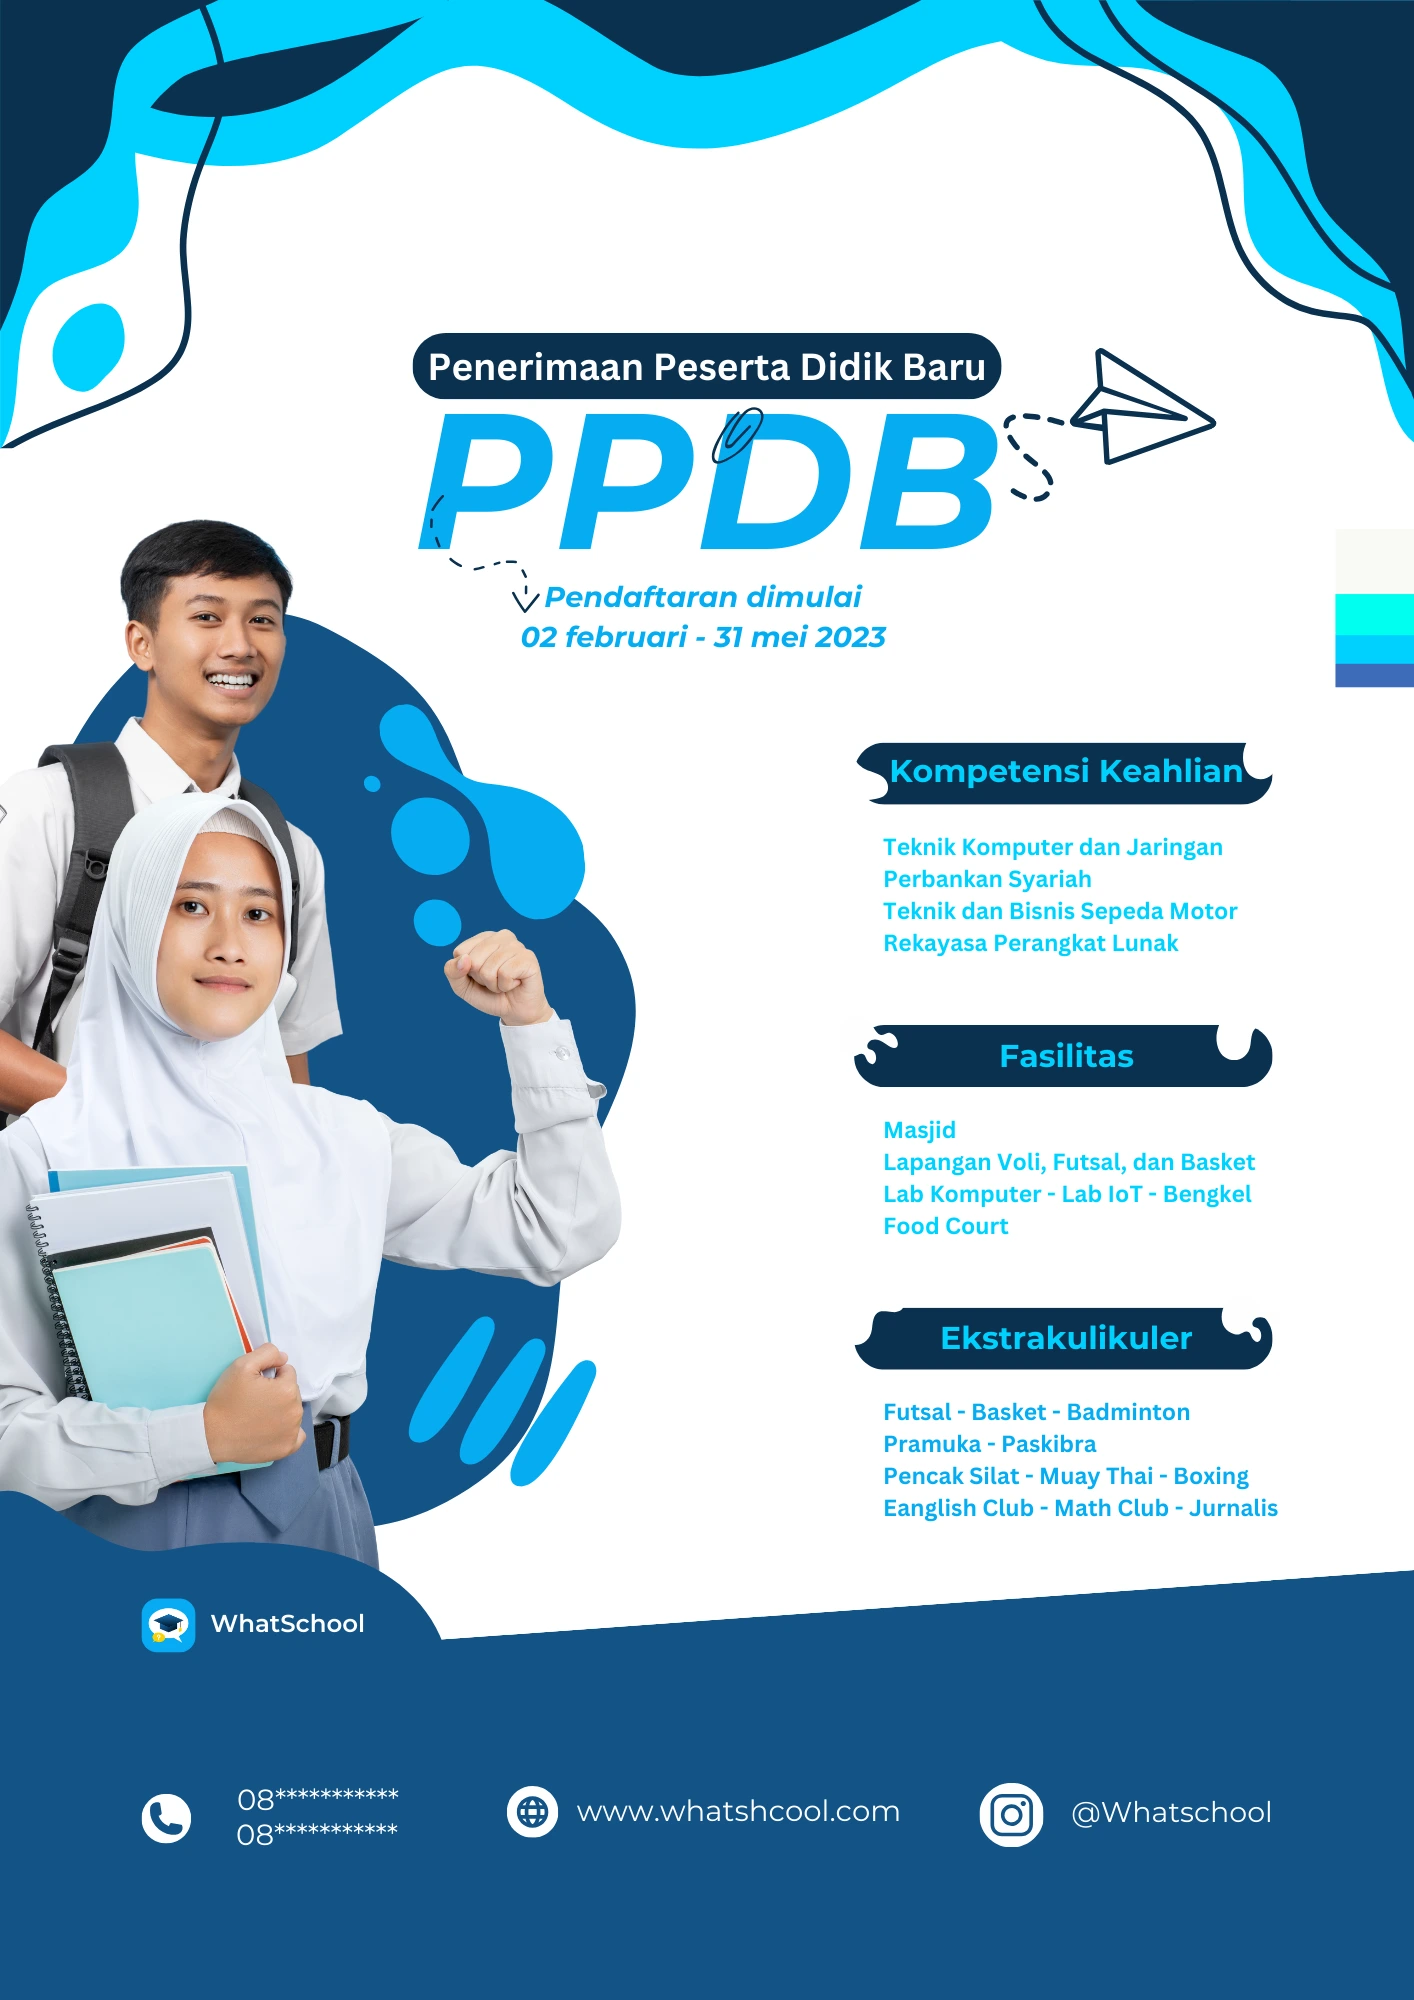 Penerimaan Peserta Didik Baru
PPDB
Pendaftaran dimulai
02 februari - 31 mei 2023
Kompetensi Keahlian
Teknik Komputer dan Jaringan
Perbankan Syariah
Teknik dan Bisnis Sepeda Motor
Rekayasa Perangkat Lunak
Fasilitas
Masjid
Lapangan Voli, Futsal, dan Basket
Lab Komputer - Lab IoT - Bengkel
Food Court
Ekstrakulikuler
Futsal - Basket - Badminton
Pramuka - Paskibra
Pencak Silat - Muay Thai - Boxing
Eanglish Club - Math Club - Jurnalis
WhatSchool
08***********
08***********
www.whatshcool.com
@Whatschool